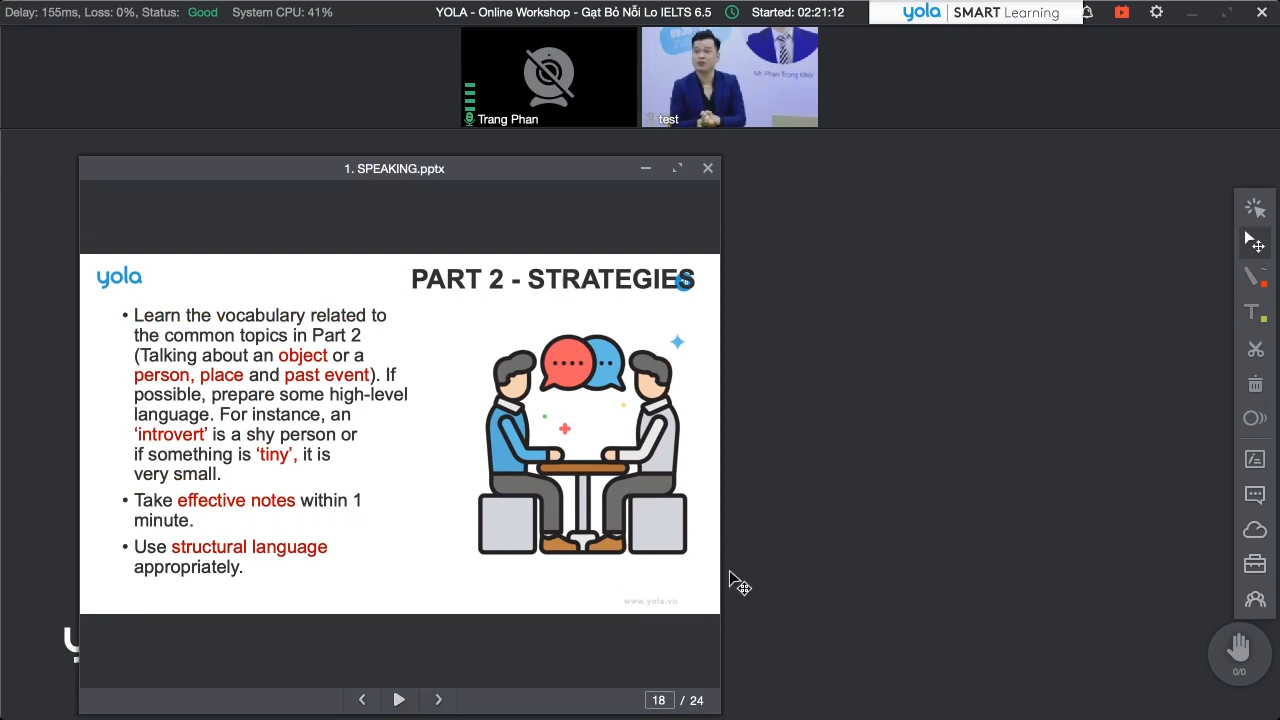 Delay: 155ms, Loss: 0%, Status: Good System CPU: 41%
YOLA - Online Workshop - Gạt Bỏ Nỗi Lo IELTS 6.5
Started: 02:21:12
yola | SMART Learning
Mr. Phan Trọng Khôi
Trang Phan
test
1. SPEAKING.pptx
yola
PART 2 - STRATEGIES
• Learn the vocabulary related to
the common topics in Part 2
(Talking about an object or a
person, place and past event). If
possible, prepare some high-level
language. For instance, an
‘introvert’ is a shy person or
if something is ‘tiny’, it is
very small.
• Take effective notes within 1
minute.
• Use structural language
appropriately.
www.yola.vn
18 / 24
0/0